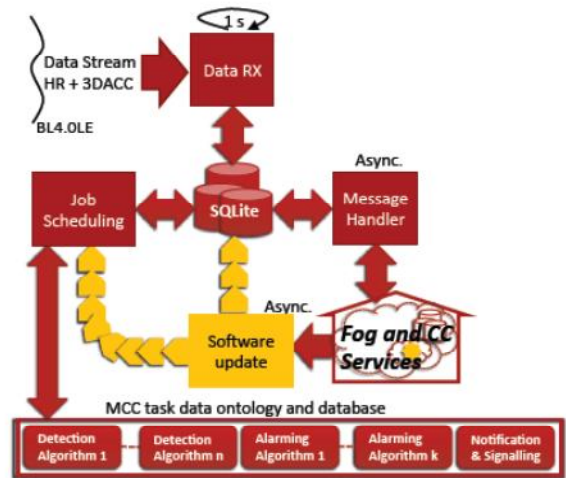 1 s
Data Stream
HR + 3DACC
Data RX
BL4.0LE
Async.
Job
Scheduling
SQLite
Message
Handler
Async.
Software
update
Fog and CC
Services
MCC task data ontology and database
Detection
Algorithm 1
Detection
Algorithm n
Alarming
Algorithm 1
Alarming
Algorithm k
Notification
& Signalling